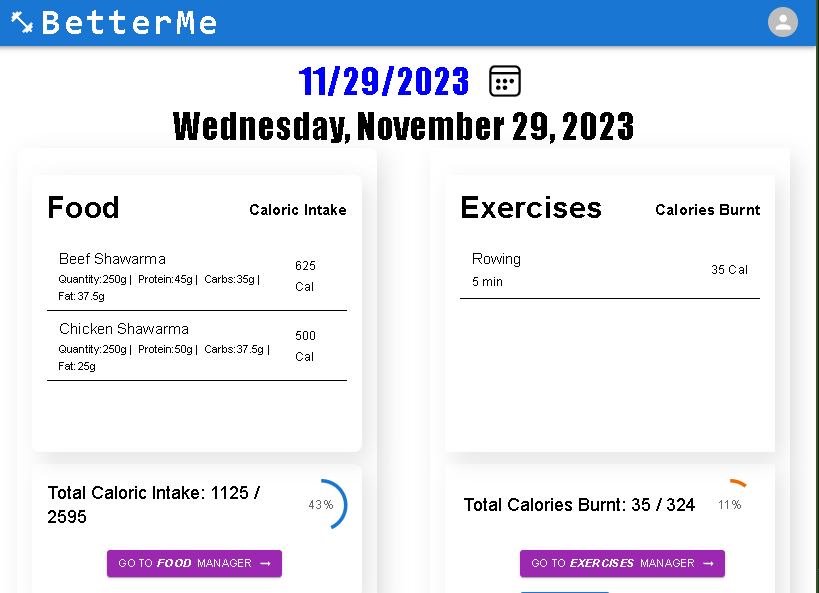 BetterMe
11/29/2023
Wednesday, November 29, 2023
Food
Caloric Intake
Beef Shawarma
Quantity:250g | Protein:45g | Carbs:35g |
Fat:37.5g
625
Cal
Chicken Shawarma
Quantity:250g | Protein:50g | Carbs:37.5g |
Fat:25g
500
Cal
Total Caloric Intake: 1125 /
2595
43%
GO TO FOOD MANAGER →
Exercises
Calories Burnt
Rowing
5 min
35 Cal
Total Calories Burnt: 35 / 324
11%
GO TO EXERCISES MANAGER →